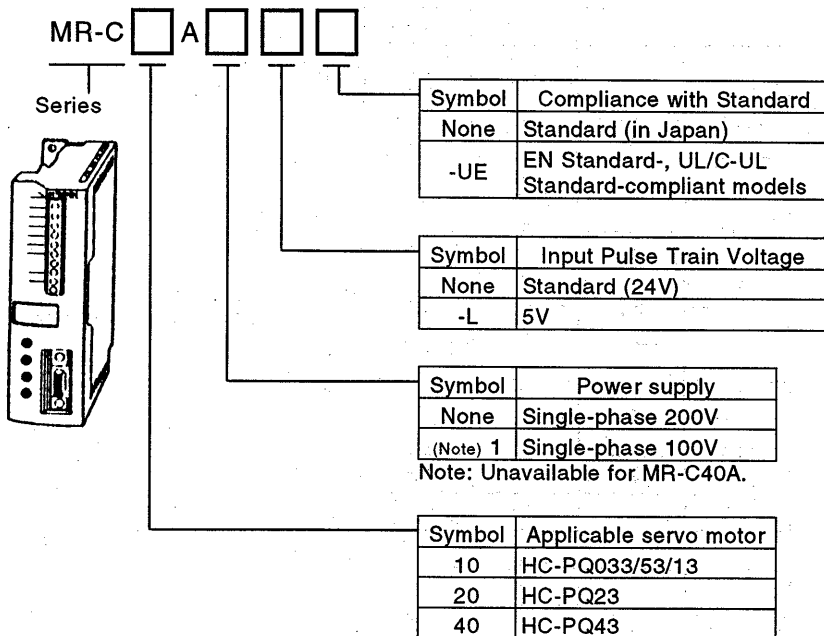 MR-C A
Series
Symbol Compliance with Standard
None Standard (in Japan)
-UE EN Standard-, UL/C-UL
Standard-compliant models
Symbol Input Pulse Train Voltage
None Standard (24V)
-L 5V
Symbol Power supply
None Single-phase 200V
(Note) 1 Single-phase 100V
Note: Unavailable for MR-C40A.
Symbol Applicable servo motor
10 HC-PQ033/53/13
20 HC-PQ23
40 HC-PQ43